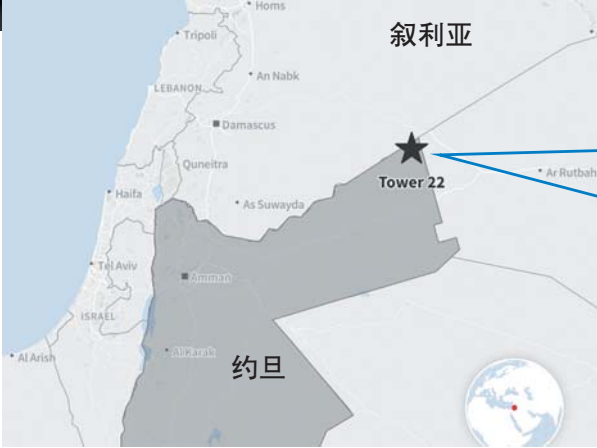 Homs
叙利亚
Tripoli
An Nabk
LEBANON
Damascus
Quneitra
Tower 22
Ar Rutbah
Haifa
As Suwayda
Tel Aviv
Amman
ISRAEL
Al Arish
Al Karak
约旦